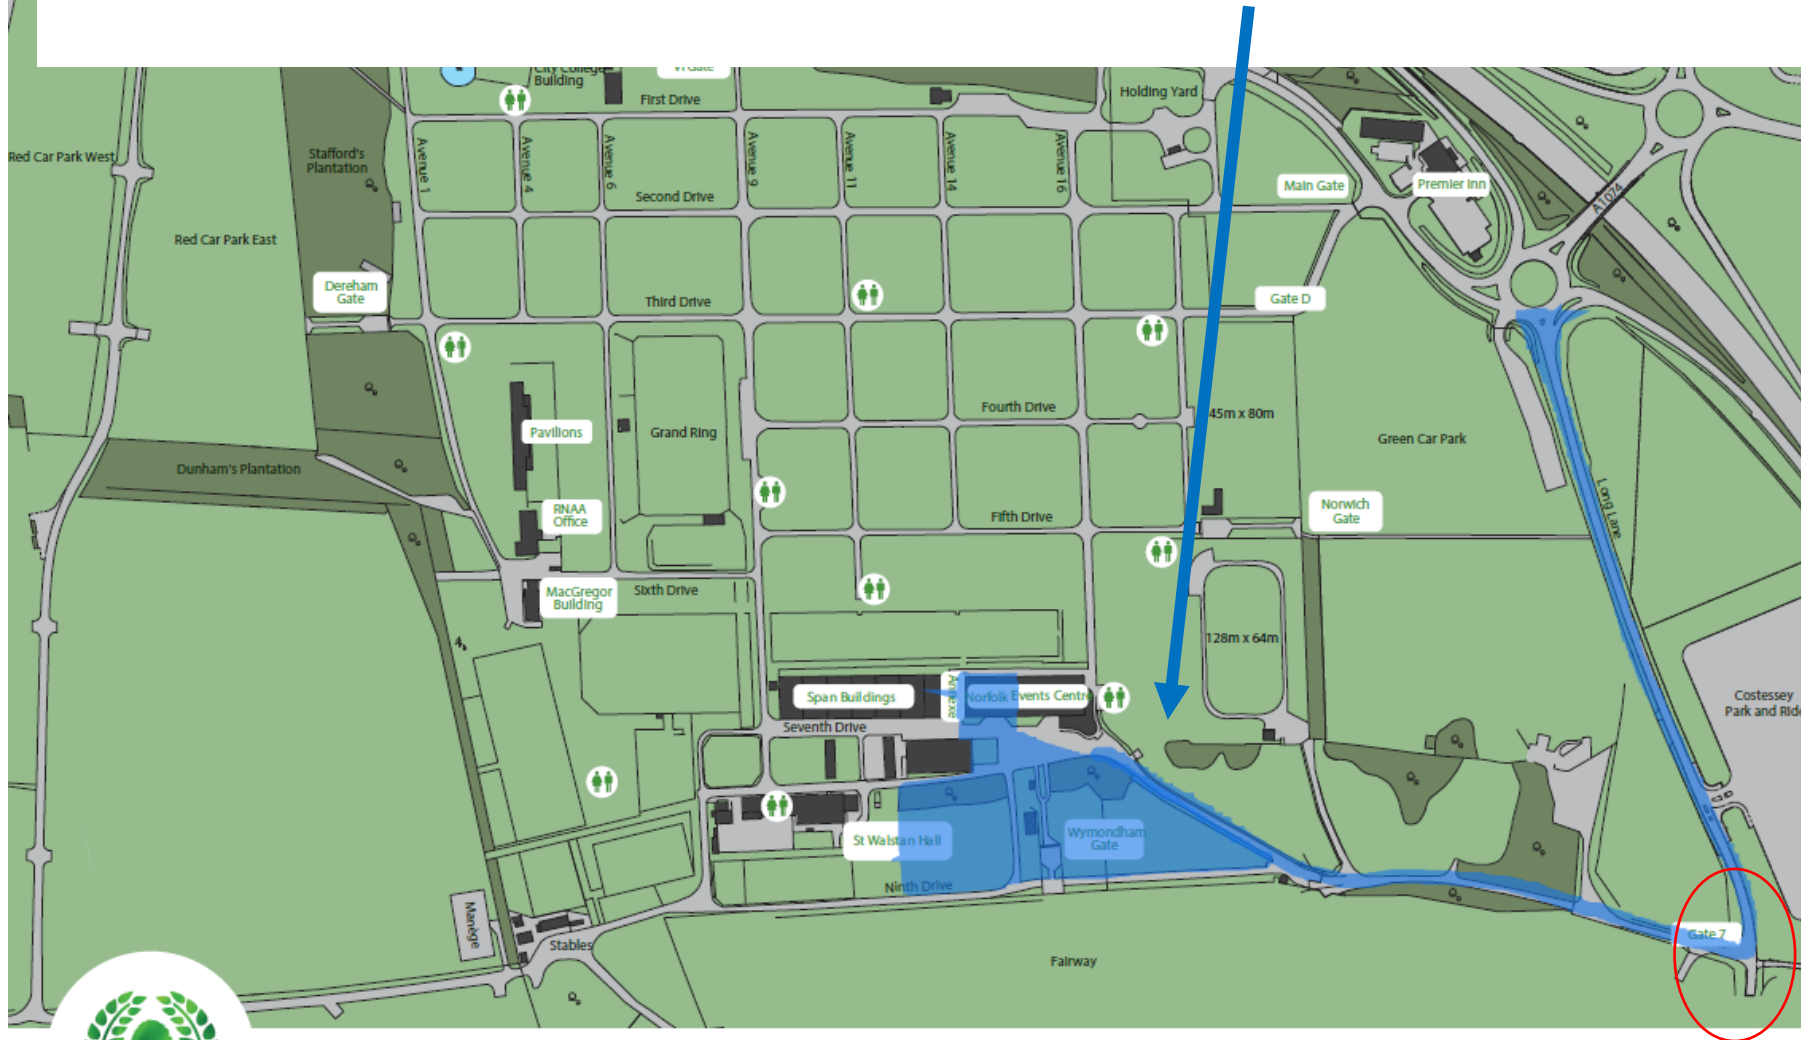 City College
Building
VI Gate
First Drive
Holding Yard
Red Car Park West
Stafford's
Plantation
Avenue 1
Avenue 4
Avenue 6
Avenue 9
Avenue 11
Avenue 14
Avenue 16
Main Gate
Premier Inn
A1074
Second Drive
Red Car Park East
Dereham
Gate
Third Drive
Gate D
Fourth Drive
45m x 80m
Pavilions
Grand Ring
Green Car Park
Dunham's Plantation
Long Lane
RNAA
Office
Fifth Drive
Norwich
Gate
MacGregor
Building
Sixth Drive
128m x 64m
Span Buildings
Annexe
Norfolk Events Centre
Costessey
Park and Ride
Seventh Drive
St Walstan Hall
Wymondham
Gate
Ninth Drive
Manège
Stables
Gate 7
Fairway